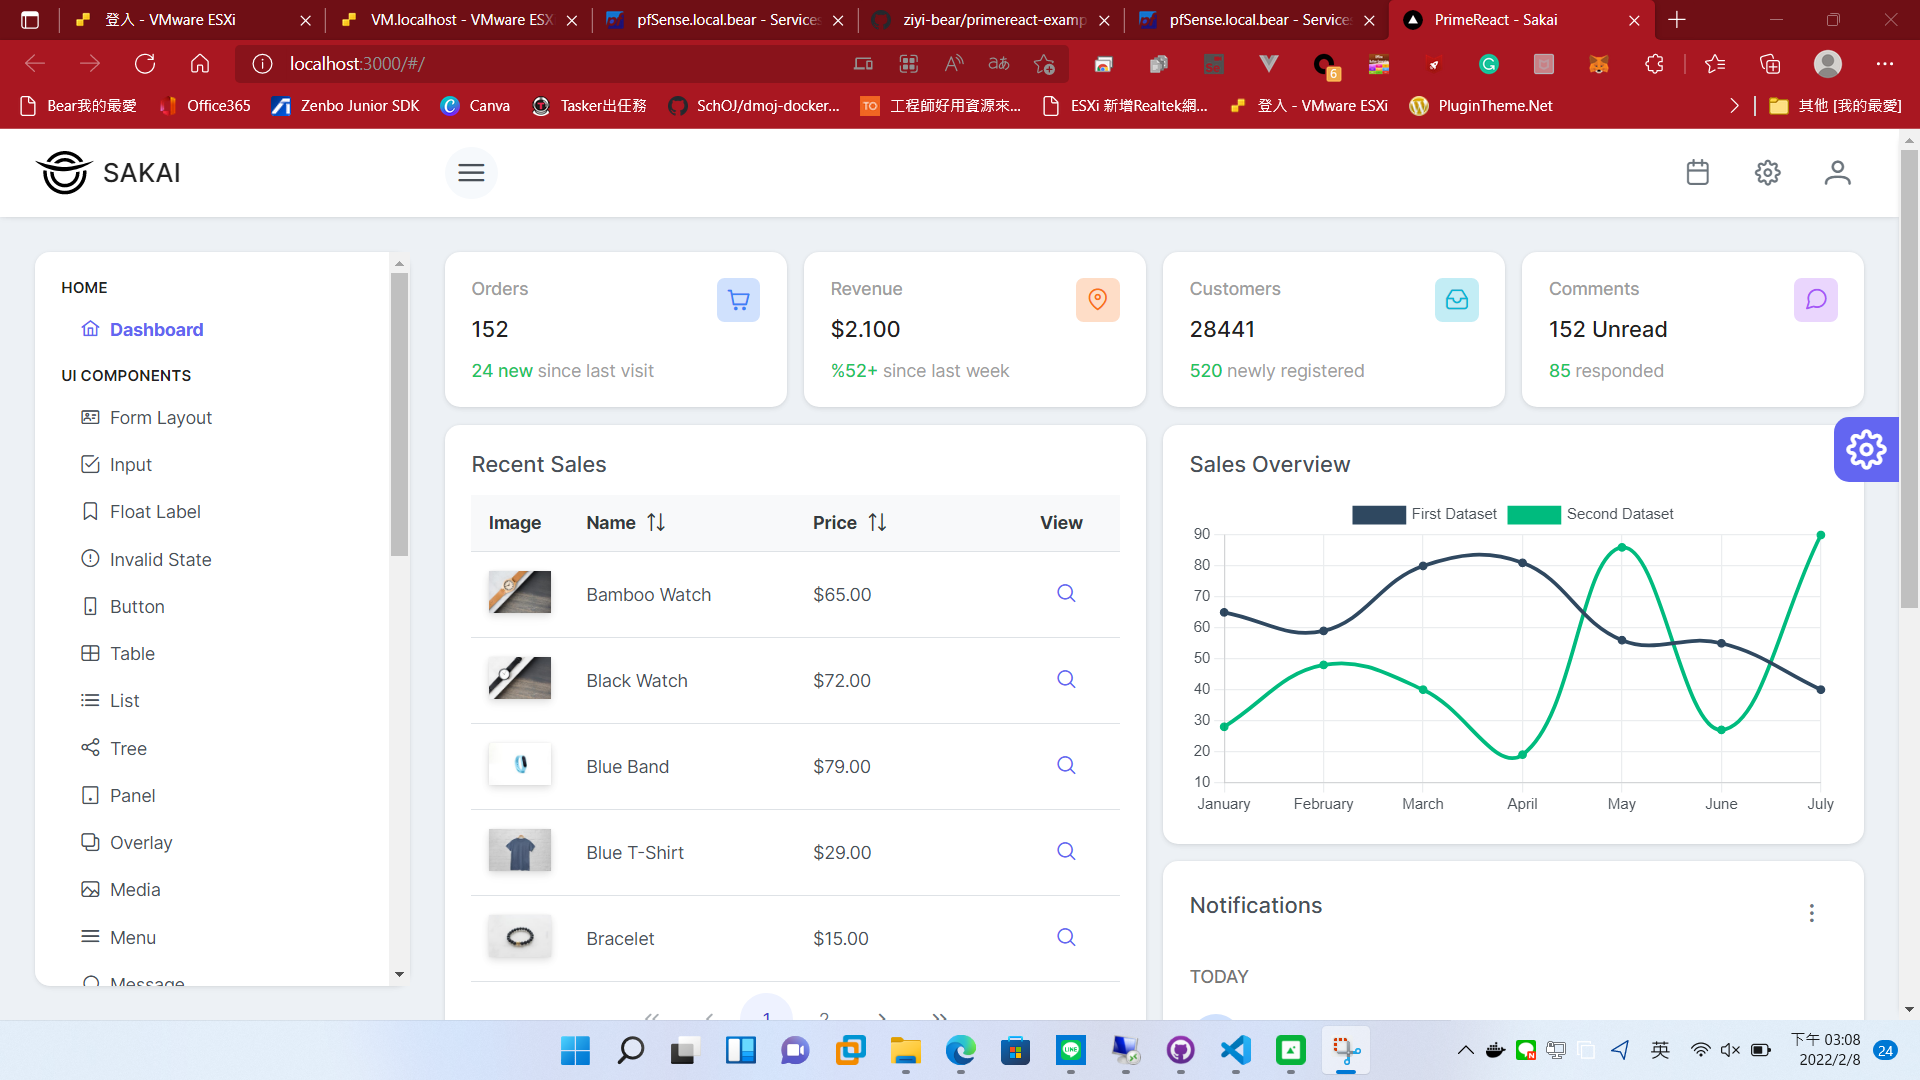 登入 - VMware ESXi
VM.localhost - VMware ESX
pfSense.local.bear - Services
ziyi-bear/primereact-examp
pfSense.local.bear - Services
PrimeReact - Sakai
localhost:3000/#/
6
Bear我的最愛
Office365
Zenbo Junior SDK
Canva
Tasker出任務
SchOJ/dmoj-docker...
工程師好用資源來...
ESXi 新增Realtek網...
登入 - VMware ESXi
PluginTheme.Net
其他 [我的最愛]
SAKAI
HOME
Dashboard
UI COMPONENTS
Form Layout
Input
Float Label
Invalid State
Button
Table
List
Tree
Panel
Overlay
Media
Menu
Message
Orders
152
24 new since last visit
Revenue
$2.100
%52+ since last week
Customers
28441
520 newly registered
Comments
152 Unread
85 responded
Recent Sales
Image Name Price View
Bamboo Watch $65.00
Black Watch $72.00
Blue Band $79.00
Blue T-Shirt $29.00
Bracelet $15.00
1 2
Sales Overview
First Dataset Second Dataset
90
80
70
60
50
40
30
20
10
January February March April May June July
Notifications
TODAY
英
下午 03:08
2022/2/8
24